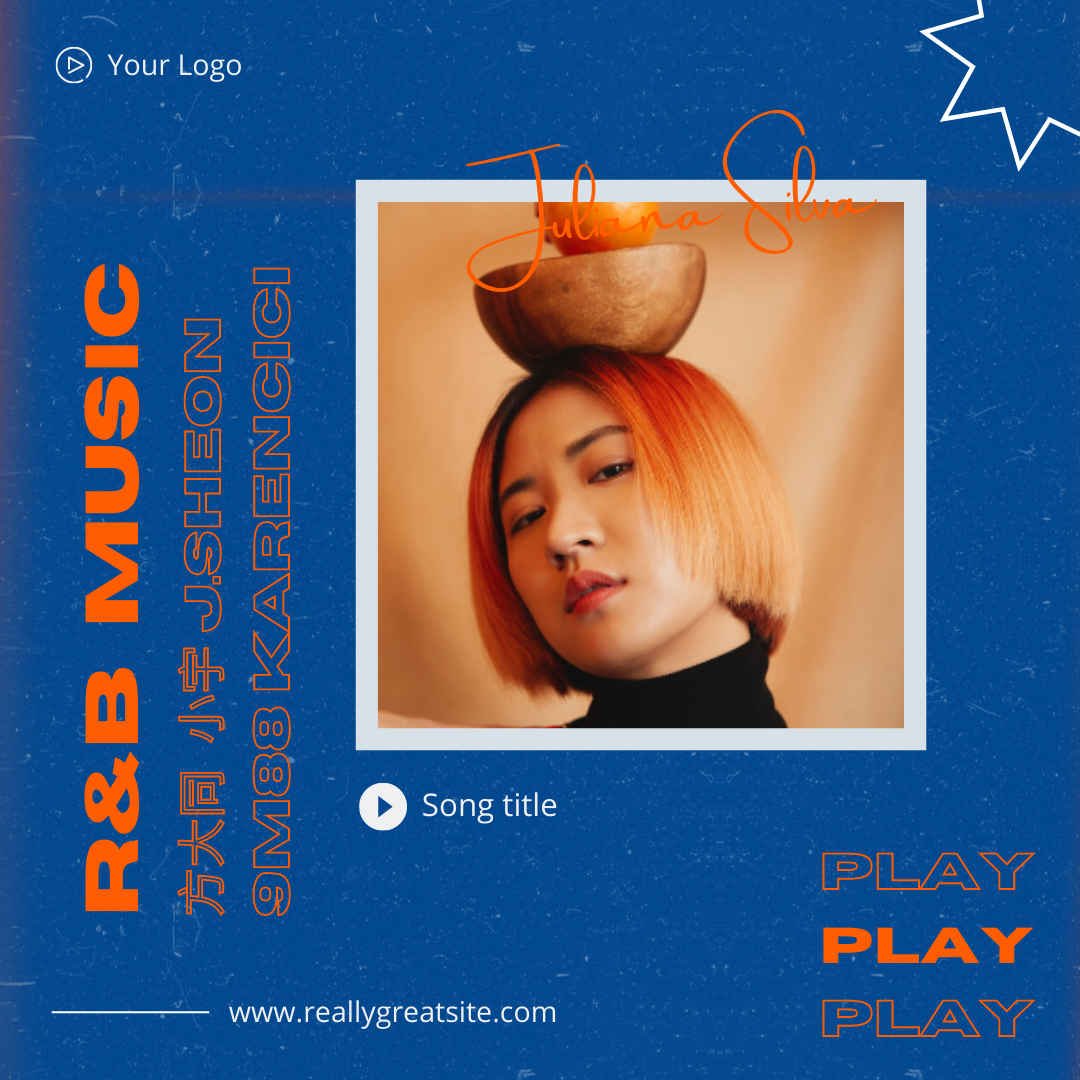 Your Logo
Juliana Silva
R&B MUSIC
方大同 小宇 J.SHEON
9M88 KARENCICI
Song title
PLAY
PLAY
PLAY
www.reallygreatsite.com